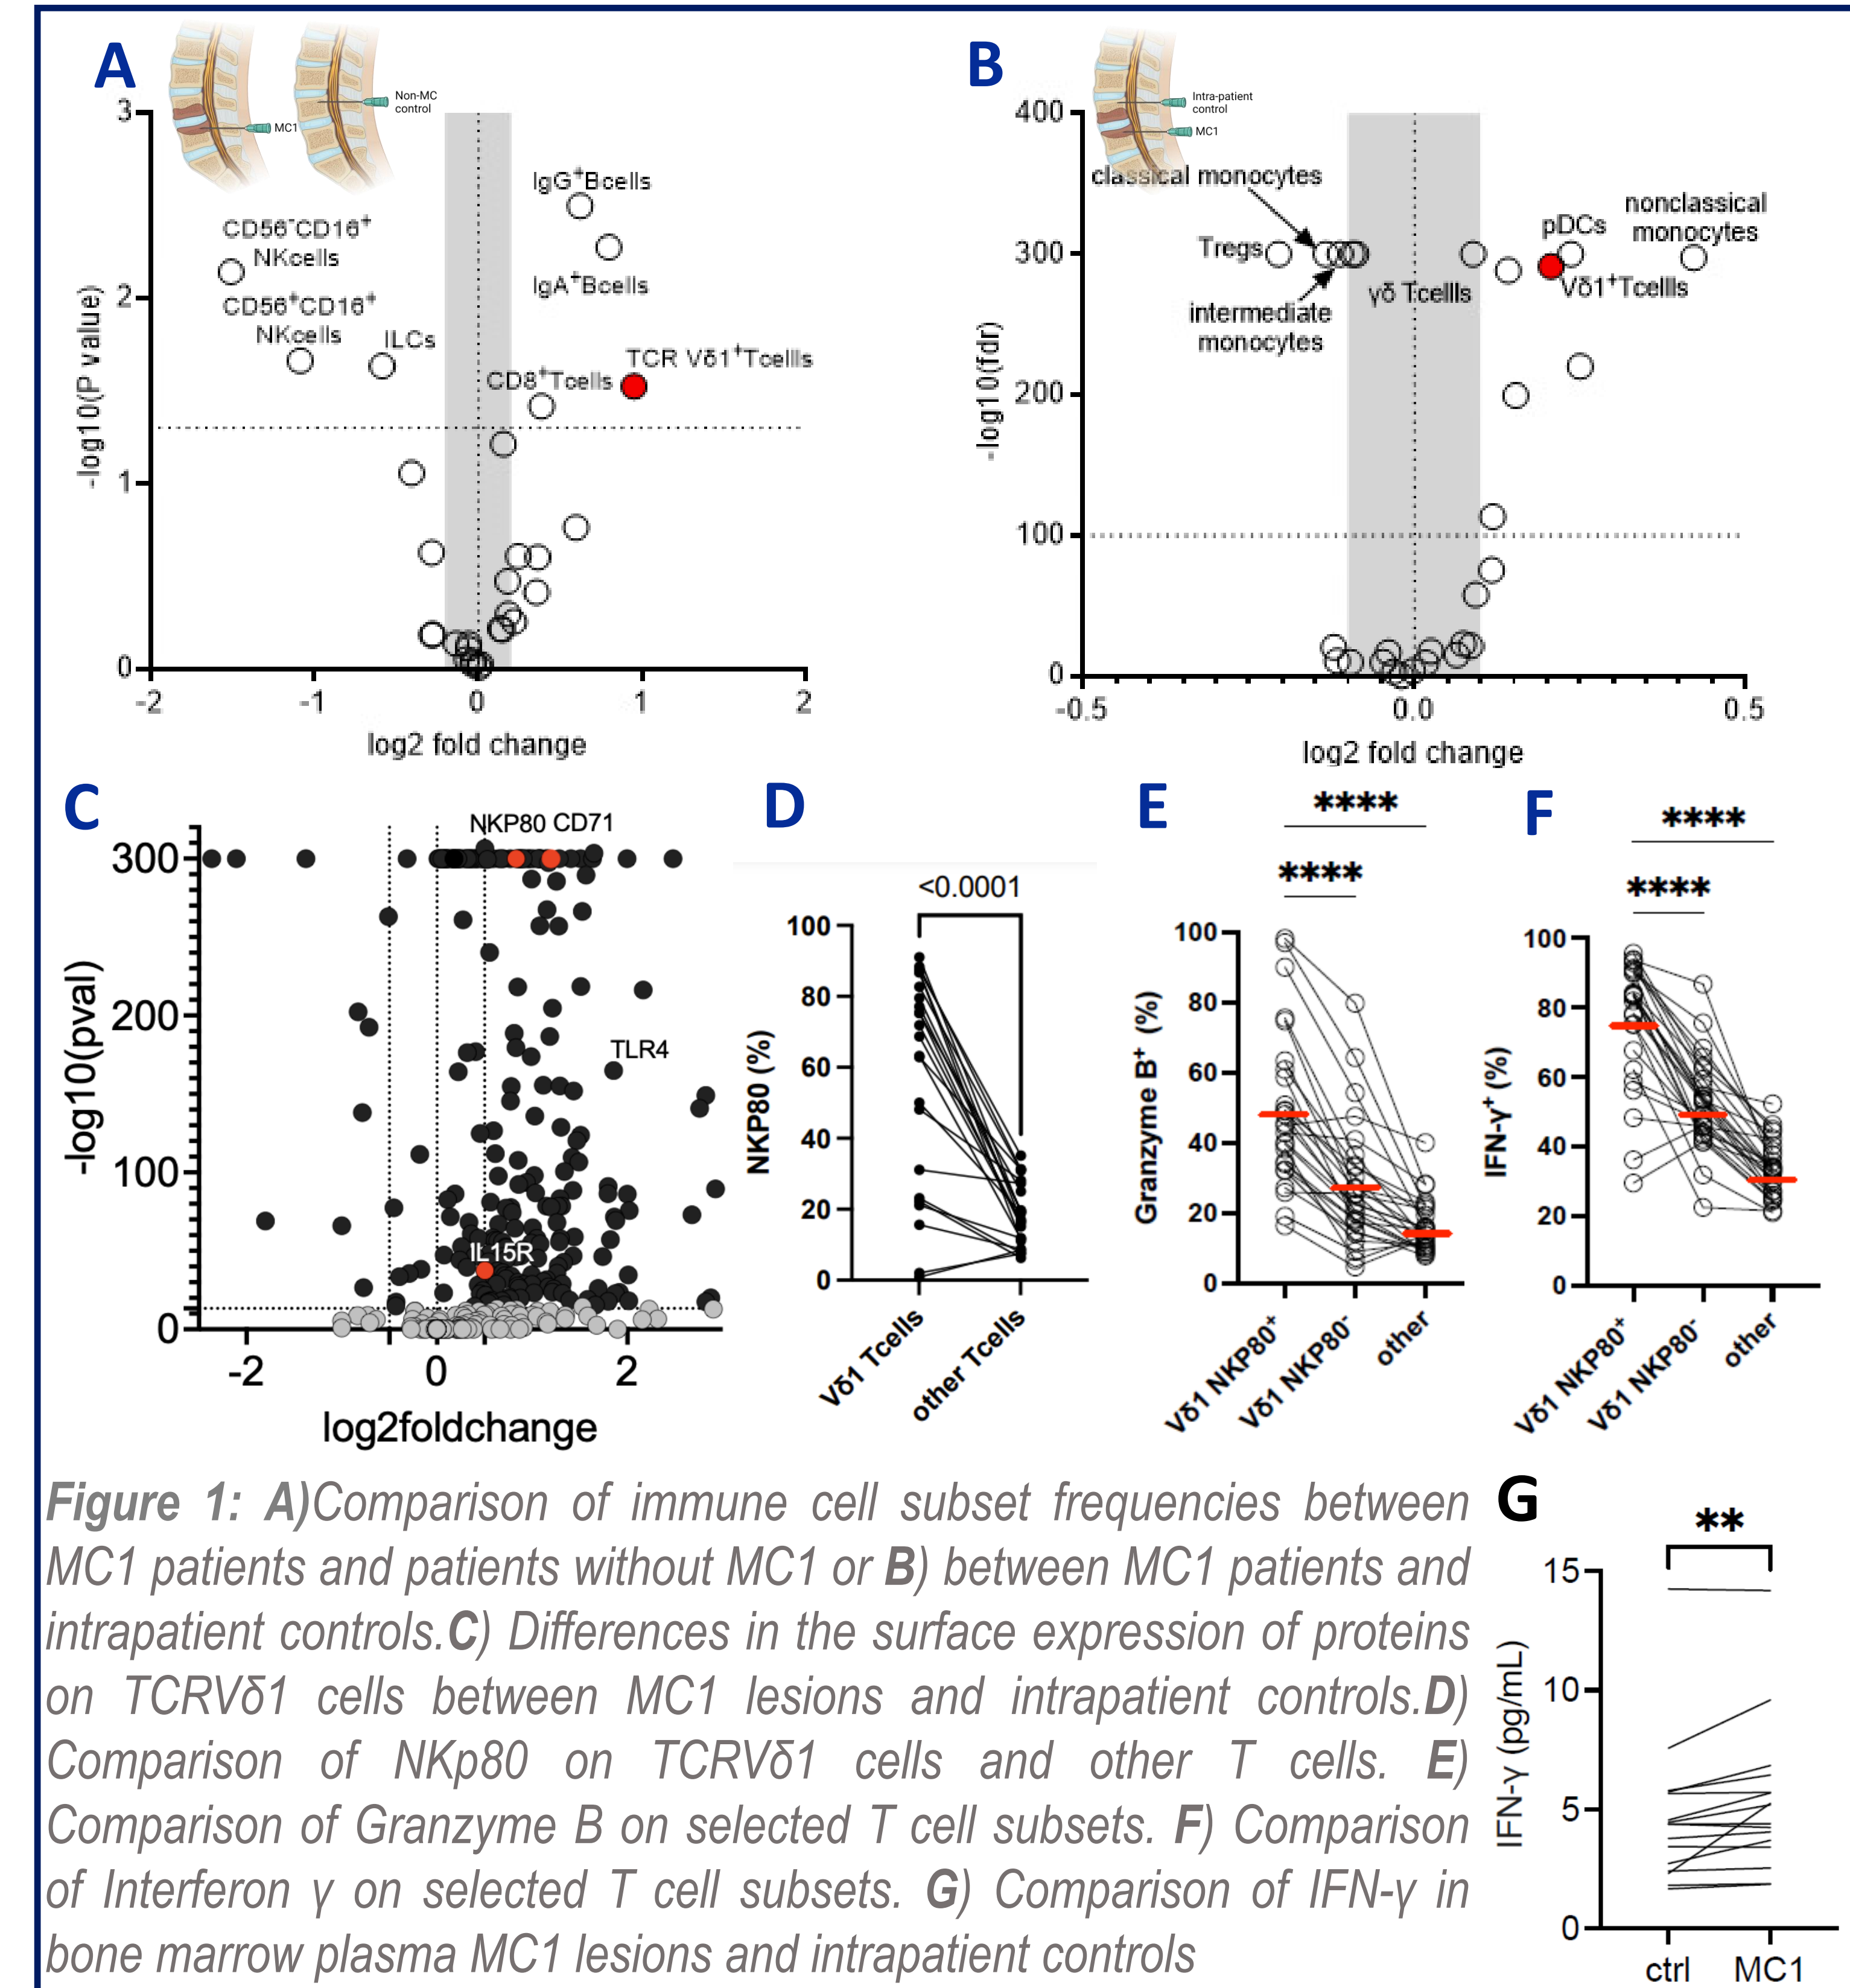 A
MC1
Non-MC
control
3
2
1
0
-log10(P value)
CD56-CD16+
NKcells
CD56+CD16+
NKcells
ILCs
IgG+Bcells
IgA+Bcells
TCR Vδ1+Tcellls
CD8+Tcells
-2
-1
0
1
2
log2 fold change
B
Intra-patient
control
MC1
400
300
200
100
0
-log10(fdr)
classical monocytes
Tregs
intermediate
monocytes
γδ Tcellls
pDCs
nonclassical
monocytes
Vδ1+Tcellls
-0.5
0.0
0.5
log2 fold change
C
NKP80 CD71
300
200
100
0
-log10(pval)
TLR4
IL15R
-2
0
2
log2foldchange
D
<0.0001
100
80
60
40
20
0
NKP80 (%)
Vδ1 Tcells
other Tcells
E
****
****
100
80
60
40
20
0
Granzyme B+ (%)
Vδ1 NKP80+
Vδ1 NKP80-
other
F
****
****
100
80
60
40
20
0
IFN-γ+ (%)
Vδ1 NKP80+
Vδ1 NKP80-
other
Figure 1: A)Comparison of immune cell subset frequencies between
MC1 patients and patients without MC1 or B) between MC1 patients and
intrapatient controls.C) Differences in the surface expression of proteins
on TCRVδ1 cells between MC1 lesions and intrapatient controls.D)
Comparison of NKp80 on TCRVδ1 cells and other T cells. E)
Comparison of Granzyme B on selected T cell subsets. F) Comparison
of Interferon γ on selected T cell subsets. G) Comparison of IFN-γ in
bone marrow plasma MC1 lesions and intrapatient controls
G
**
15
10
5
0
IFN-γ (pg/mL)
ctrl
MC1